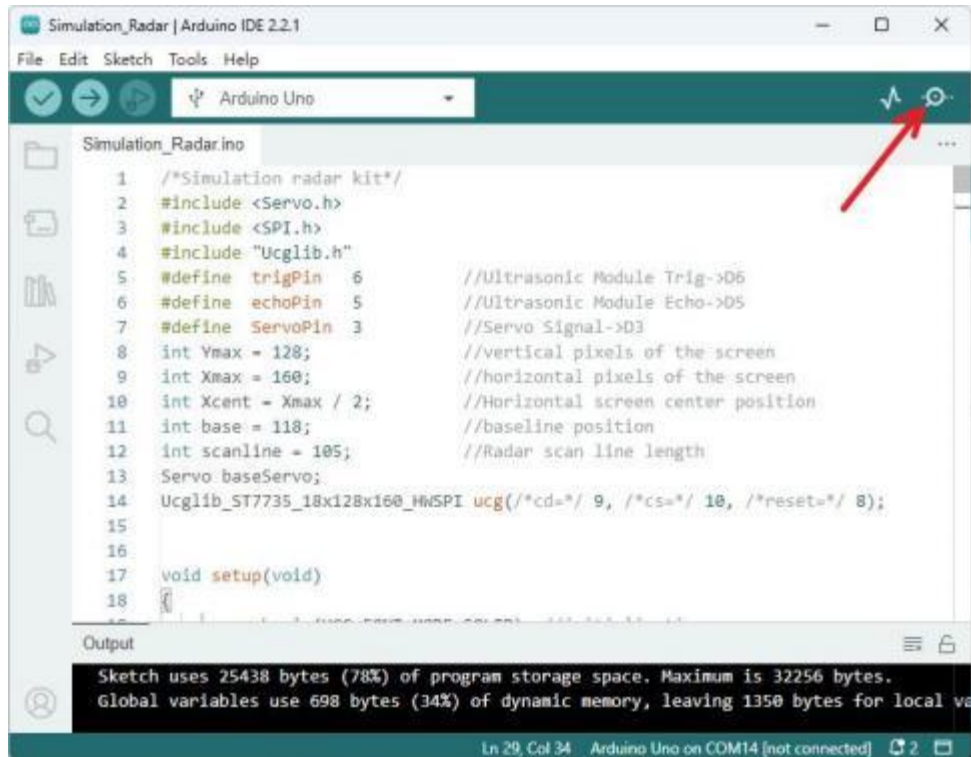 Simulation_Radar | Arduino IDE 2.2.1
File Edit Sketch Tools Help
Arduino Uno
Simulation_Radar.ino
1 /*Simulation radar kit*/
2 #include <Servo.h>
3 #include <SPI.h>
4 #include "Ucglib.h"
5 #define trigPin 6 //Ultrasonic Module Trig->D6
6 #define echoPin 5 //Ultrasonic Module Echo->D5
7 #define ServoPin 3 //Servo Signal->D3
8 int Ymax = 128; //vertical pixels of the screen
9 int Xmax = 160; //horizontal pixels of the screen
10 int Xcent = Xmax / 2; //Horizontal screen center position
11 int base = 118; //baseline position
12 int scanline = 105; //Radar scan line length
13 Servo baseServo;
14 Ucglib_ST7735_18x128x160_HWSPI ucg(/*cd=*/ 9, /*cs=*/ 10, /*reset=*/ 8);
15
16
17 void setup(void)
18 {
Output
Sketch uses 25438 bytes (78%) of program storage space. Maximum is 32256 bytes.
Global variables use 698 bytes (34%) of dynamic memory, leaving 1350 bytes for local va
Ln 29, Col 34 Arduino Uno on COM14 [not connected] 2